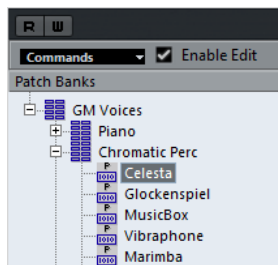 R W
Commands Enable Edit
Patch Banks
GM Voices
Piano
Chromatic Perc
P Celesta
P Glockenspiel
P MusicBox
P Vibraphone
P Marimba